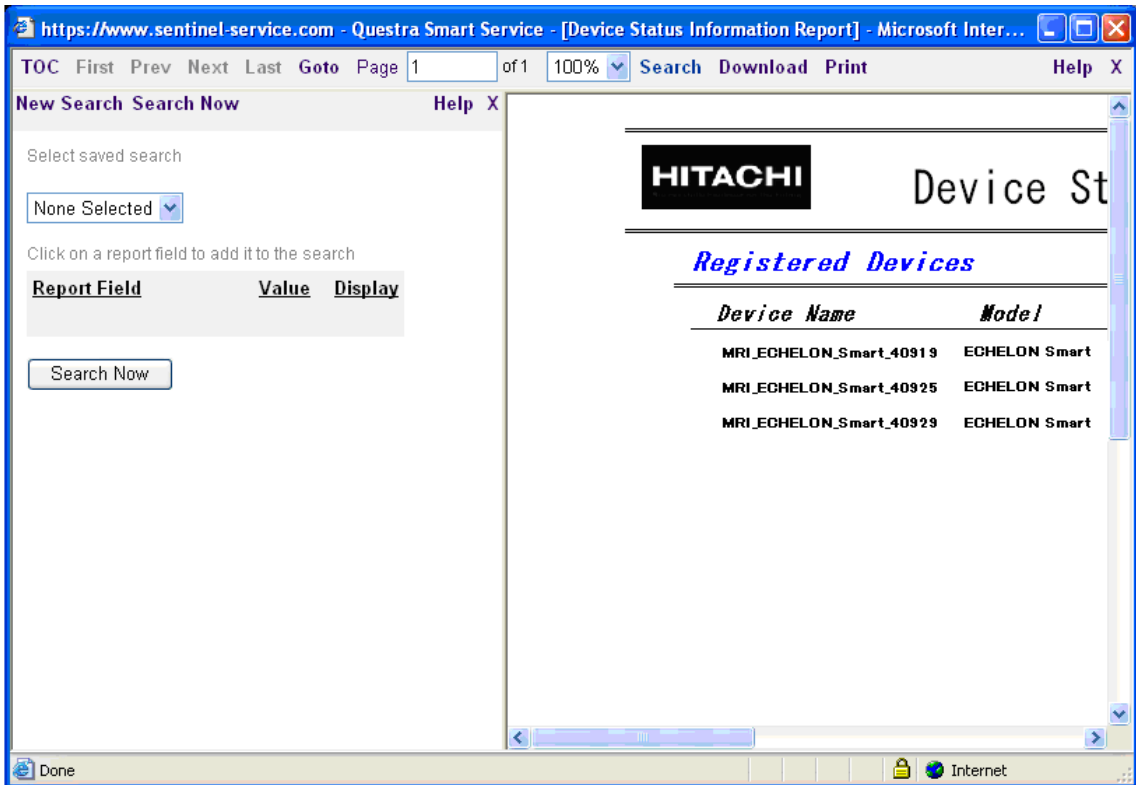 https://www.sentinel-service.com - Questra Smart Service - [Device Status Information Report] - Microsoft Inter...
TOC First Prev Next Last Goto Page 1 of 1 100% Search Download Print Help X
New Search Search Now Help X
Select saved search
None Selected
Click on a report field to add it to the search
Report Field Value Display
Search Now
HITACHI Device St
Registered Devices
Device Name Model
MRI_ECHELON_Smart_40919 ECHELON Smart
MRI_ECHELON_Smart_40925 ECHELON Smart
MRI_ECHELON_Smart_40929 ECHELON Smart
Done Internet